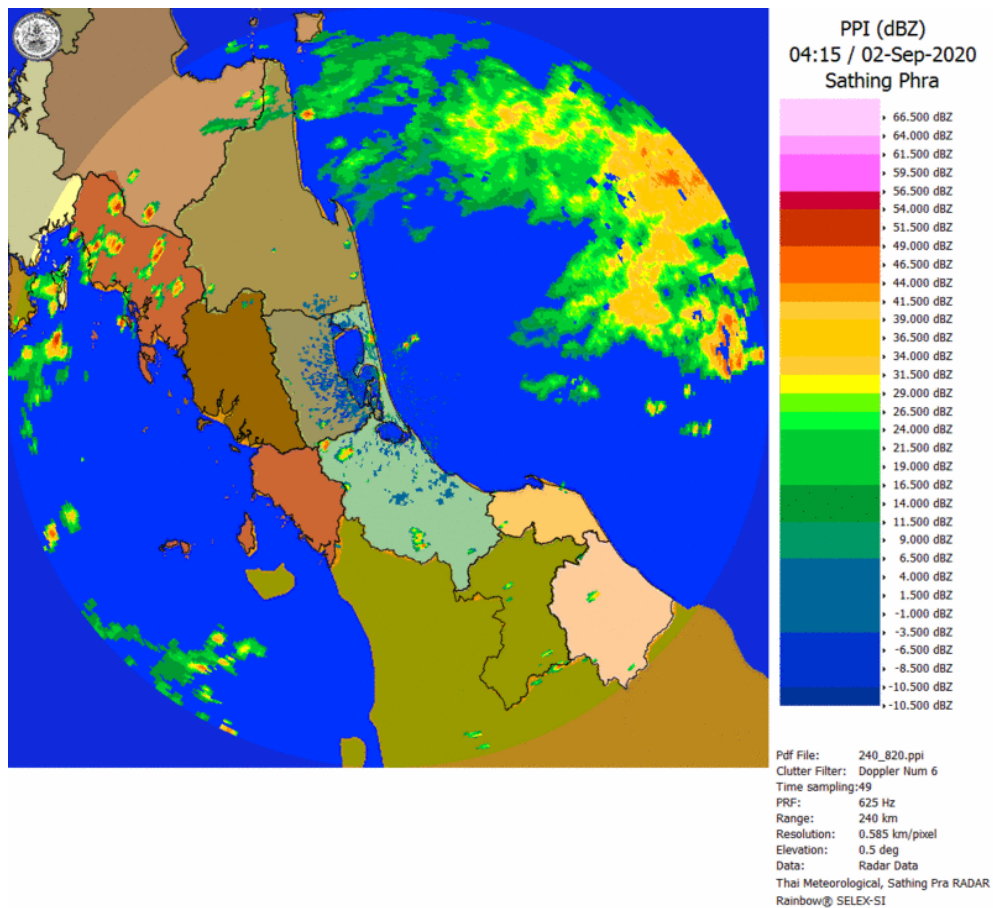 PPI (dBZ)
04:15 / 02-Sep-2020
Sathing Phra
66.500 dBZ
64.000 dBZ
61.500 dBZ
59.500 dBZ
56.500 dBZ
54.000 dBZ
51.500 dBZ
49.000 dBZ
46.500 dBZ
44.000 dBZ
41.500 dBZ
39.000 dBZ
36.500 dBZ
34.000 dBZ
31.500 dBZ
29.000 dBZ
26.500 dBZ
24.000 dBZ
21.500 dBZ
19.000 dBZ
16.500 dBZ
14.000 dBZ
11.500 dBZ
9.000 dBZ
6.500 dBZ
4.000 dBZ
1.500 dBZ
-1.000 dBZ
-3.500 dBZ
-6.500 dBZ
-8.500 dBZ
-10.500 dBZ
-10.500 dBZ
Pdf File: 240_820.ppi
Clutter Filter: Doppler Num 6
Time sampling:49
PRF: 625 Hz
Range: 240 km
Resolution: 0.585 km/pixel
Elevation: 0.5 deg
Data: Radar Data
Thai Meteorological, Sathing Pra RADAR
Rainbow® SELEX-SI